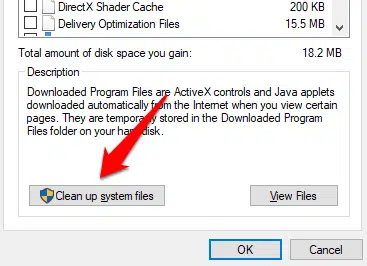 DirectX Shader Cache 200 KB
Delivery Optimization Files 15.5 MB
Total amount of disk space you gain: 18.2 MB
Description
Downloaded Program Files are ActiveX controls and Java applets
downloaded automatically from the Internet when you view certain
pages. They are temporarily stored in the Downloaded Program
Files folder on your hard disk.
Clean up system files View Files
OK Cancel